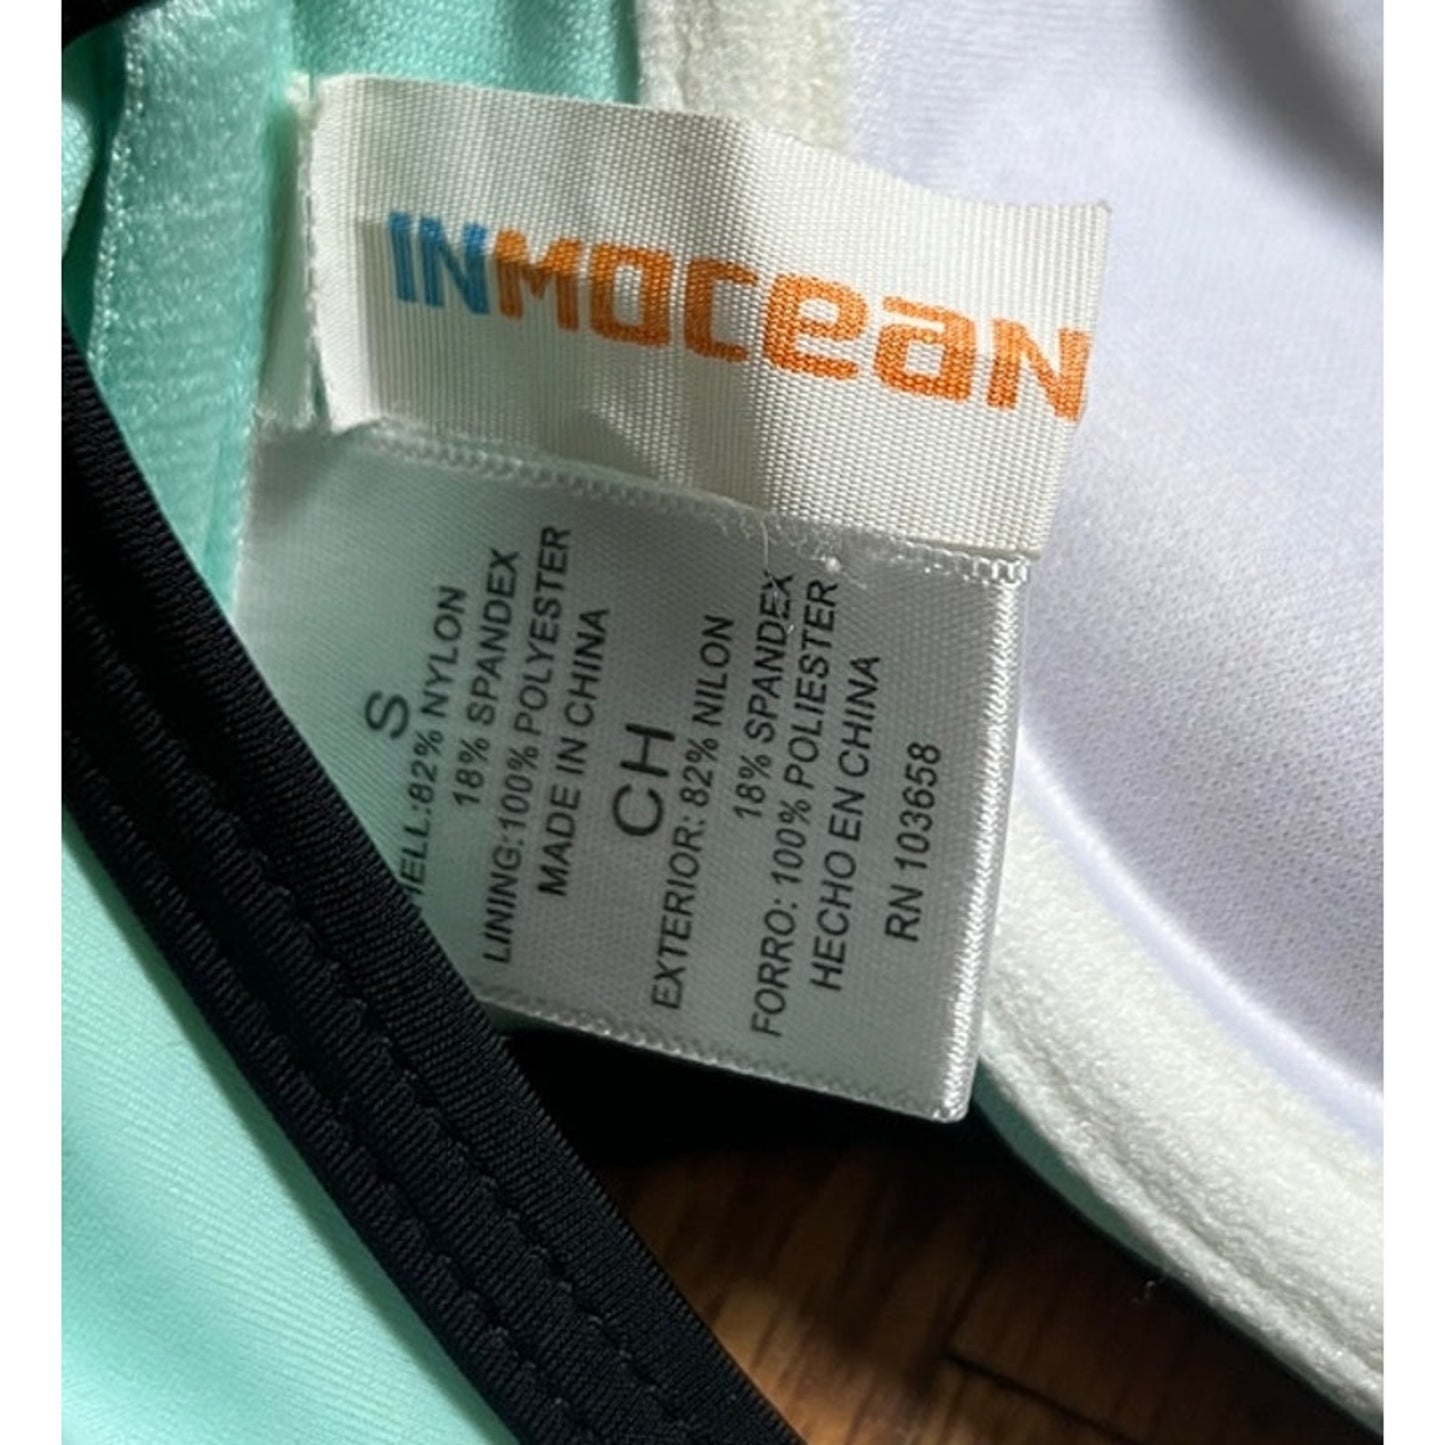 INMOCEAN
S
HELL:82% NYLON
18% SPANDEX
LINING:100% POLYESTER
MADE IN CHINA
CH
EXTERIOR: 82% NILON
18% SPANDEX
FORRO: 100% POLIESTER
HECHO EN CHINA
RN 103658